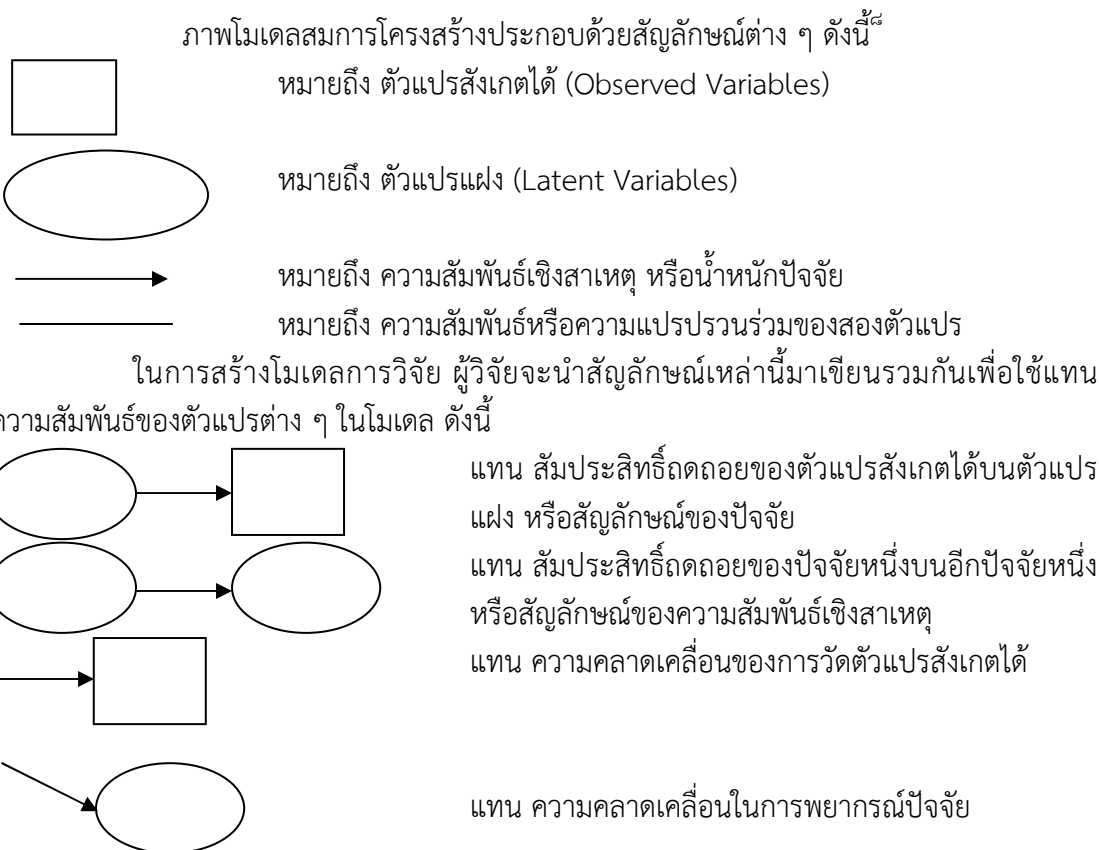 ภาพโมเดลสมการโครงสร้างประกอบด้วยสัญลักษณ์ต่าง ๆ ดังนี้๘
หมายถึง ตัวแปรสังเกตได้ (Observed Variables)
หมายถึง ตัวแปรแฝง (Latent Variables)
หมายถึง ความสัมพันธ์เชิงสาเหตุ หรือน้ำหนักปัจจัย
หมายถึง ความสัมพันธ์หรือความแปรปรวนร่วมของสองตัวแปร
ในการสร้างโมเดลการวิจัย ผู้วิจัยจะนำสัญลักษณ์เหล่านี้มาเขียนรวมกันเพื่อใช้แทน
ความสัมพันธ์ของตัวแปรต่าง ๆ ในโมเดล ดังนี้
แทน สัมประสิทธิ์ถดถอยของตัวแปรสังเกตได้บนตัวแปร
แฝง หรือสัญลักษณ์ของปัจจัย
แทน สัมประสิทธิ์ถดถอยของปัจจัยหนึ่งบนอีกปัจจัยหนึ่ง
หรือสัญลักษณ์ของความสัมพันธ์เชิงสาเหตุ
แทน ความคลาดเคลื่อนของการวัดตัวแปรสังเกตได้
แทน ความคลาดเคลื่อนในการพยากรณ์ปัจจัย